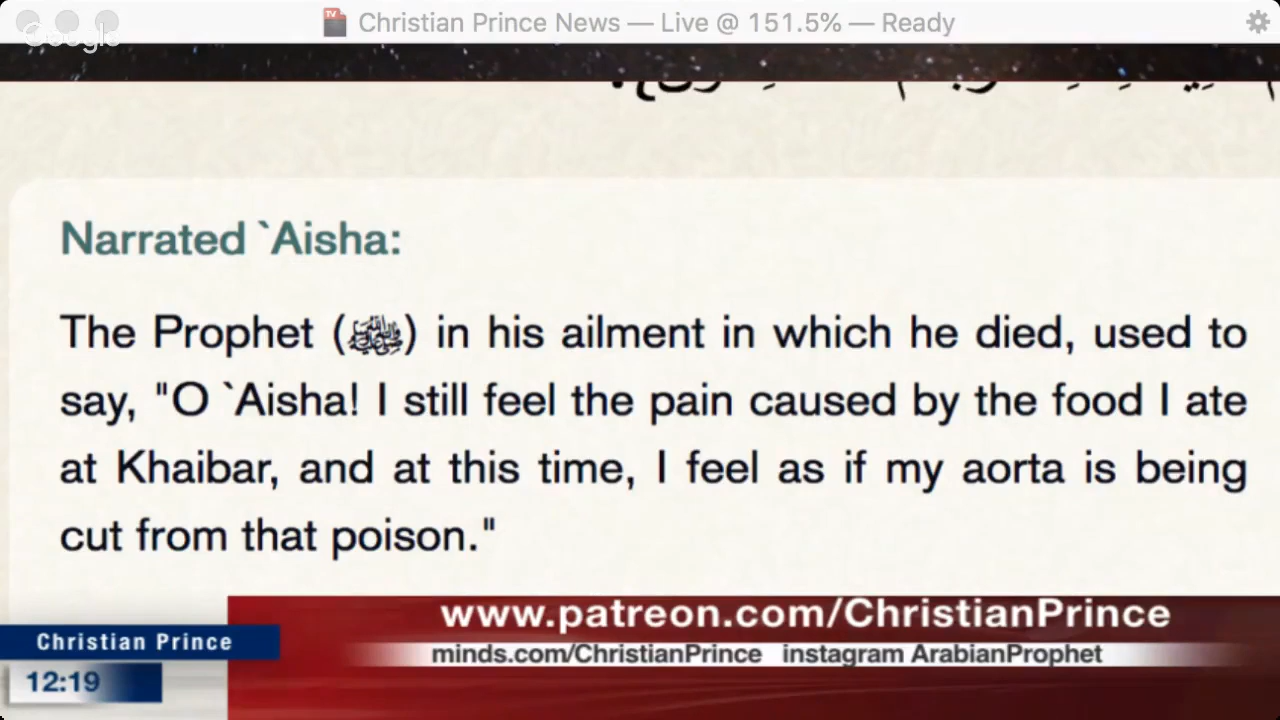 Christian Prince News — Live @ 151.5% — Ready
Google
Narrated `Aisha:
The Prophet (ﷺ) in his ailment in which he died, used to
say, "O `Aisha! I still feel the pain caused by the food I ate
at Khaibar, and at this time, I feel as if my aorta is being
cut from that poison."
www.patreon.com/ChristianPrince
Christian Prince
minds.com/ChristianPrince instagram ArabianProphet
12:19